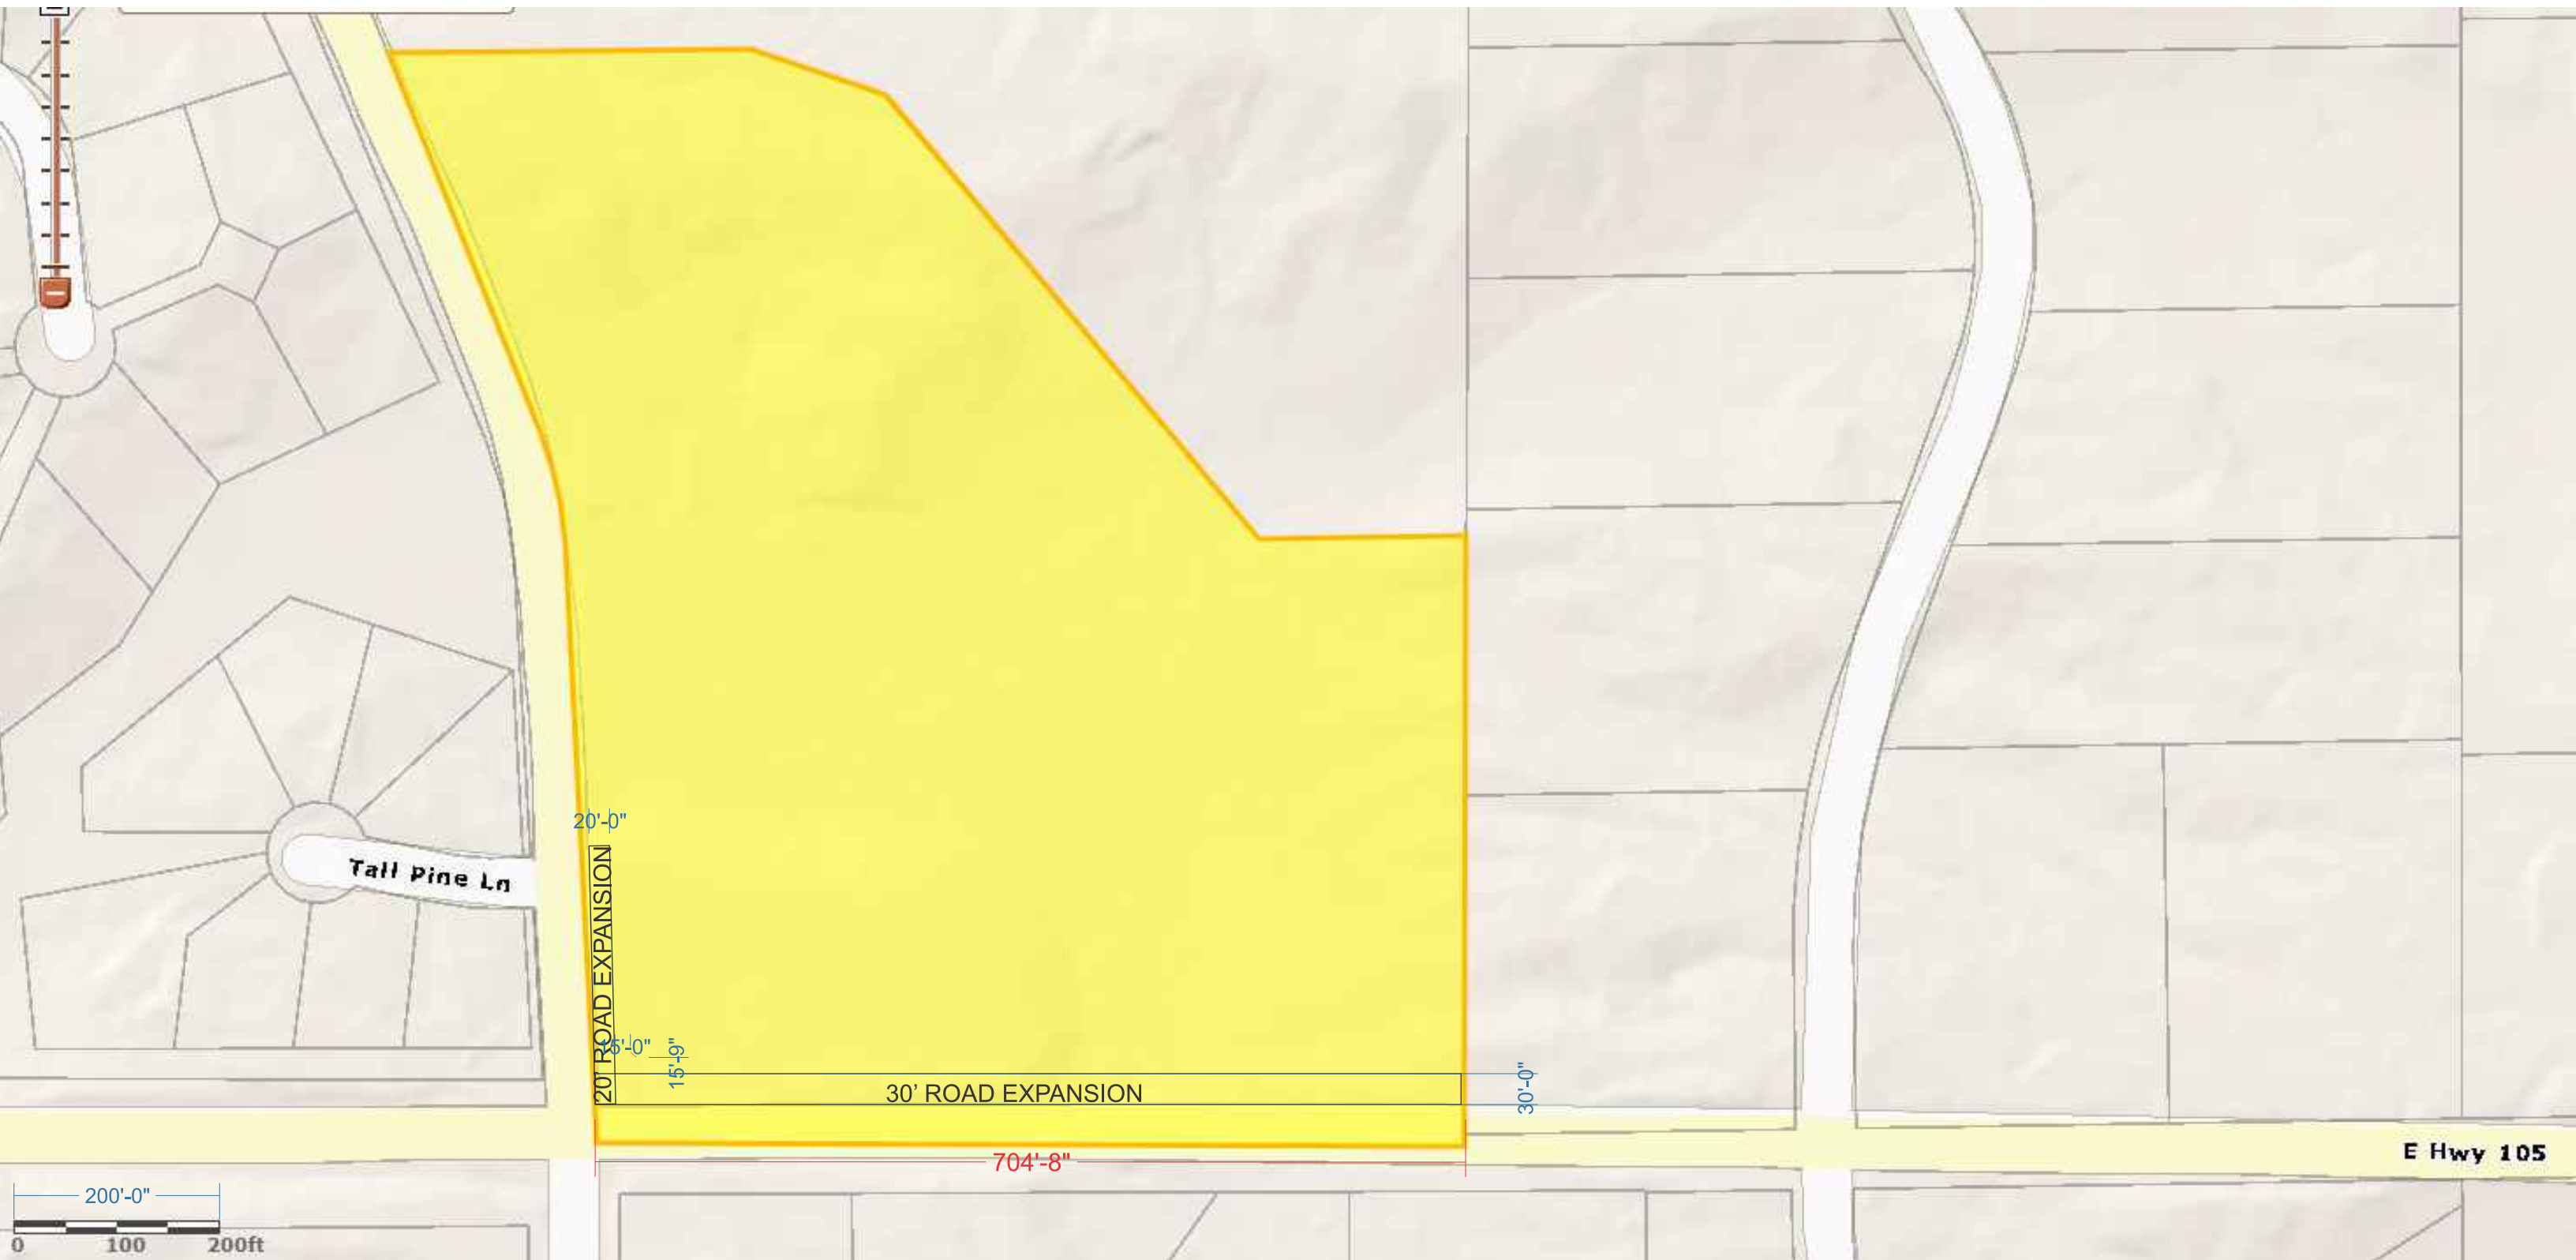 20'-0"
Tall Pine Ln
20' ROAD EXPANSION
15'-0"
15'-9"
30’ ROAD EXPANSION
30'-0"
E Hwy 105
704'-8"
200'-0"
0 100 200ft